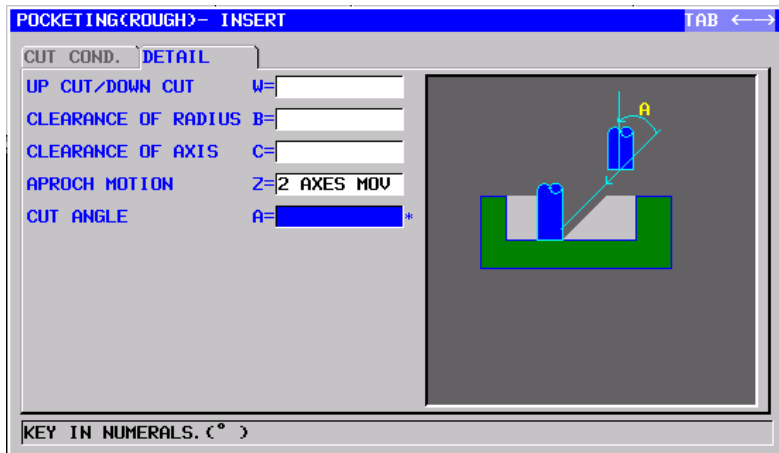 POCKETING(ROUGH)- INSERT TAB ←→
CUT COND. DETAIL
UP CUT/DOWN CUT W=
CLEARANCE OF RADIUS B=
CLEARANCE OF AXIS C=
APROCH MOTION Z=2 AXES MOV
CUT ANGLE A= *
A
KEY IN NUMERALS.(° )